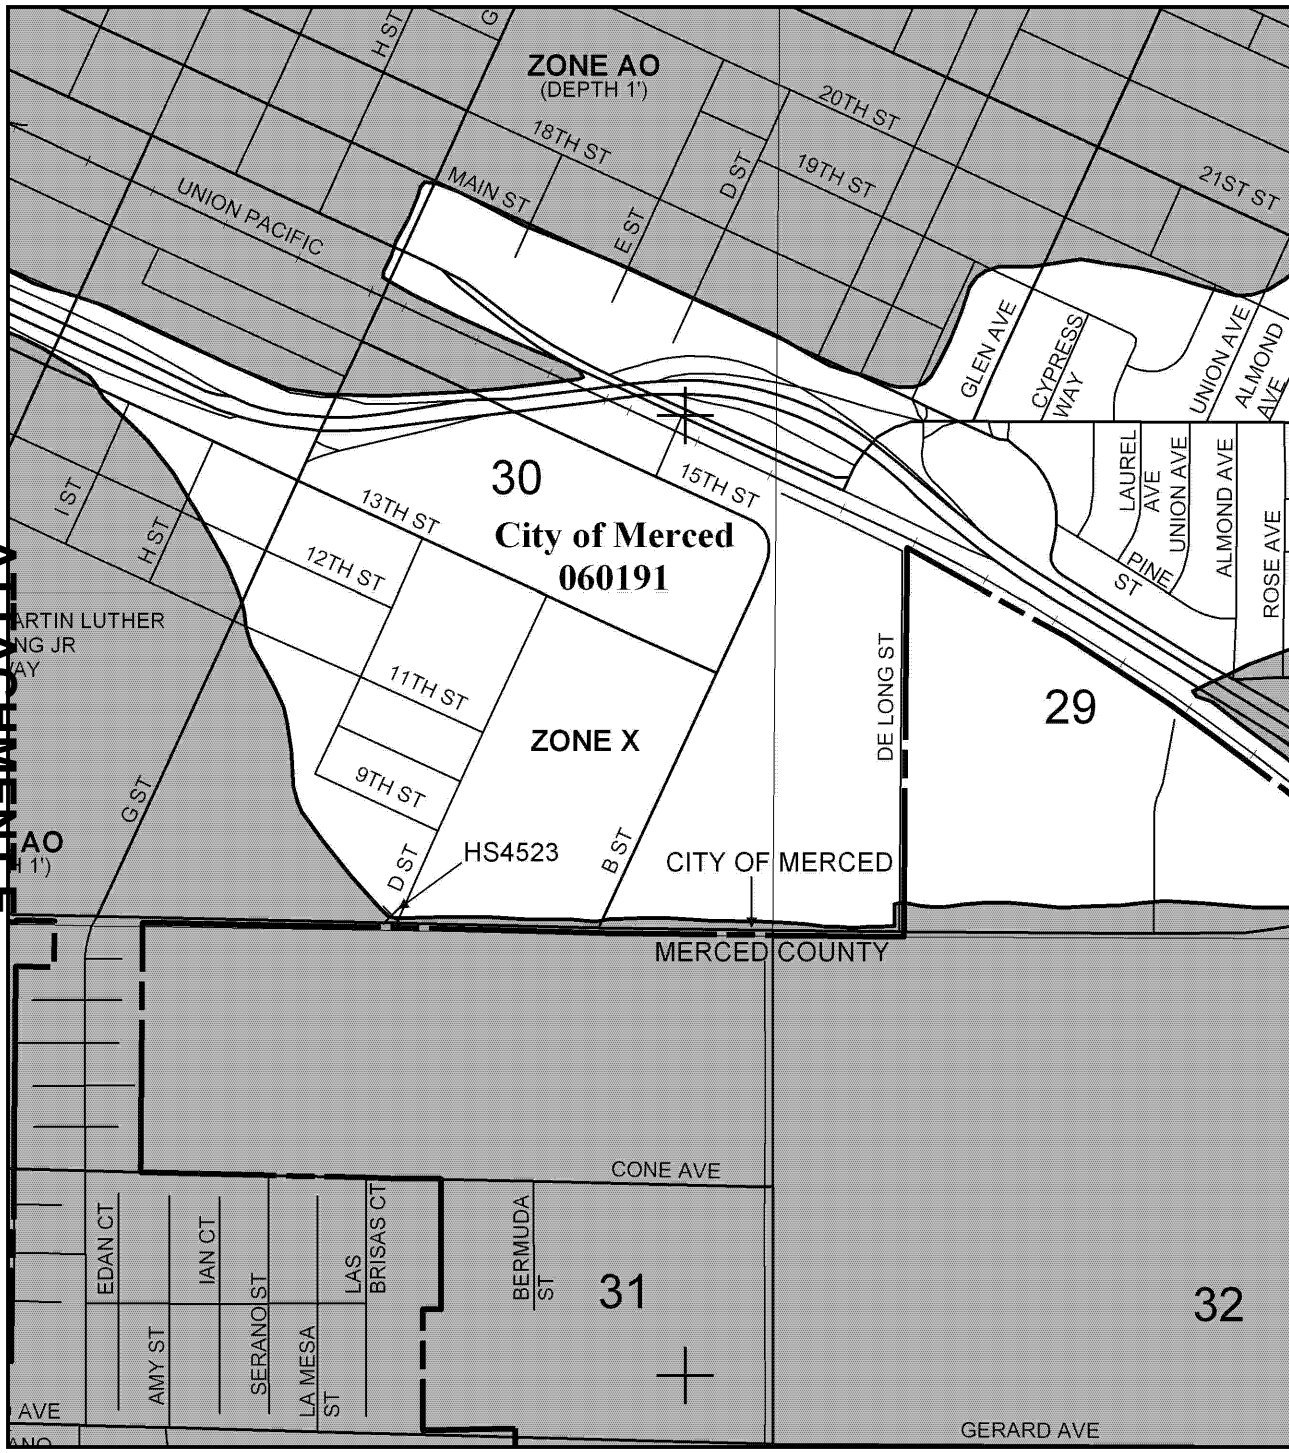 H ST
G
ZONE AO
(DEPTH 1')
20TH ST
18TH ST
19TH ST
D ST
21ST ST
MAIN ST
E ST
UNION PACIFIC
GLEN AVE
CYPRESS
WAY
UNION AVE
ALMOND
AVE
30
15TH ST
LAUREL
AVE
UNION AVE
ALMOND AVE
ROSE AVE
I ST
H ST
13TH ST
City of Merced
060191
12TH ST
PINE
ST
ARTIN LUTHER
NG JR
AY
ATTACHMENT E
11TH ST
DE LONG ST
29
ZONE X
9TH ST
G ST
AO
1')
D ST
HS4523
B ST
CITY OF MERCED
MERCED COUNTY
CONE AVE
EDAN CT
IAN CT
LAS
BRISAS CT
BERMUDA
ST
31
32
AMY ST
SERANO ST
LA MESA
ST
AVE
ANO
GERARD AVE